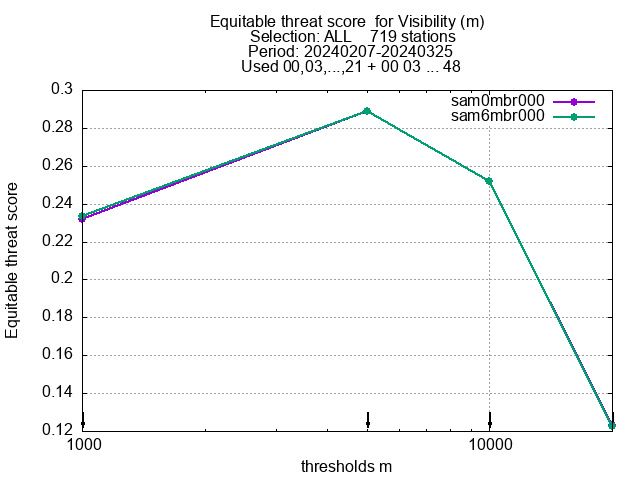 Equitable threat score  for Visibility (m)
Selection: ALL    719 stations
Period: 20240207-20240325
Used 00,03,...,21 + 00 03 ... 48
sam0mbr000
sam6mbr000
0.3
0.28
0.26
0.24
0.22
0.2
0.18
0.16
0.14
0.12
Equitable threat score
1000
10000
thresholds m